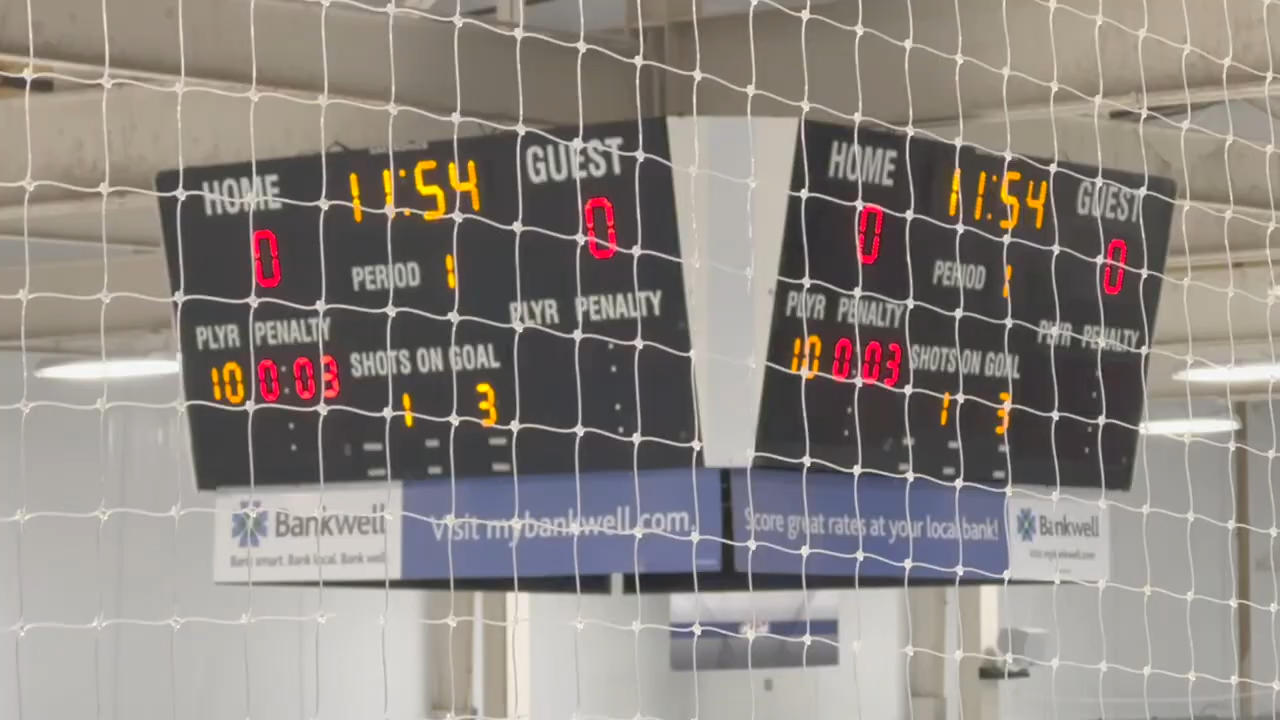 HOME 11:54 GUEST
0 0
PERIOD 1
PLYR PENALTY PLYR PENALTY
10 0:03 SHOTS ON GOAL
1 3
Bankwell
Bank smart. Bank local. Bank well
Visit mybankwell.com.
HOME 11:54 GUEST
0 0
PERIOD 1
PLYR PENALTY PLYR PENALTY
10 0:03 SHOTS ON GOAL
1 3
Score great rates at your local bank!
Bankwell
Visit mybankwell.com